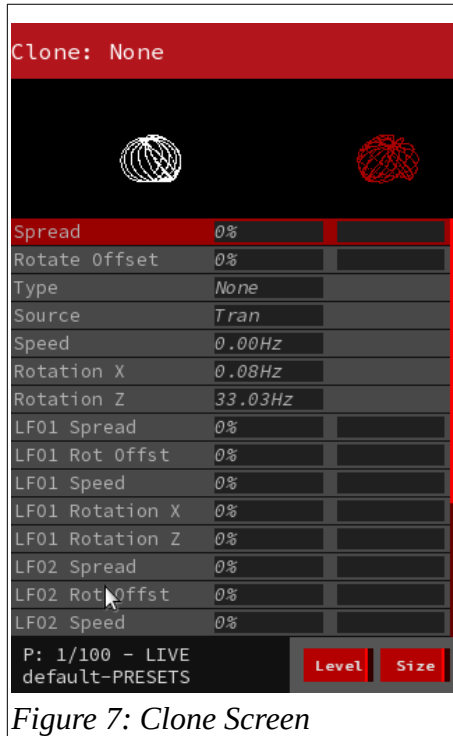 Clone: None
Spread 0%
Rotate Offset 0%
Type None
Source Tran
Speed 0.00Hz
Rotation X 0.08Hz
Rotation Z 33.03Hz
LFO1 Spread 0%
LFO1 Rot Offst 0%
LFO1 Speed 0%
LFO1 Rotation X 0%
LFO1 Rotation Z 0%
LFO2 Spread 0%
LFO2 Rot Offst 0%
LFO2 Speed 0%
P: 1/100 - LIVE
default-PRESETS
Level Size
Figure 7: Clone Screen